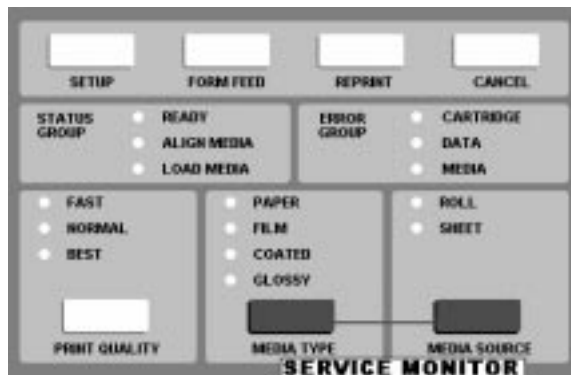 SETUP FORM FEED REPRINT CANCEL
STATUS GROUP
READY
ALIGN MEDIA
LOAD MEDIA
ERROR GROUP
CARTRIDGE
DATA
MEDIA
FAST
NORMAL
BEST
PRINT QUALITY
PAPER
FILM
COATED
GLOSSY
MEDIA TYPE
ROLL
SHEET
MEDIA SOURCE
SERVICE MONITOR